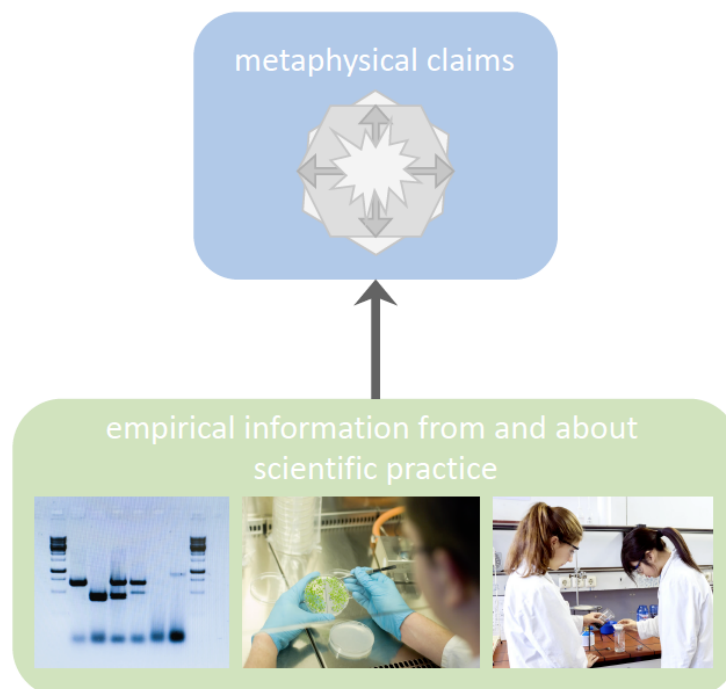 metaphysical claims
empirical information from and about
scientific practice